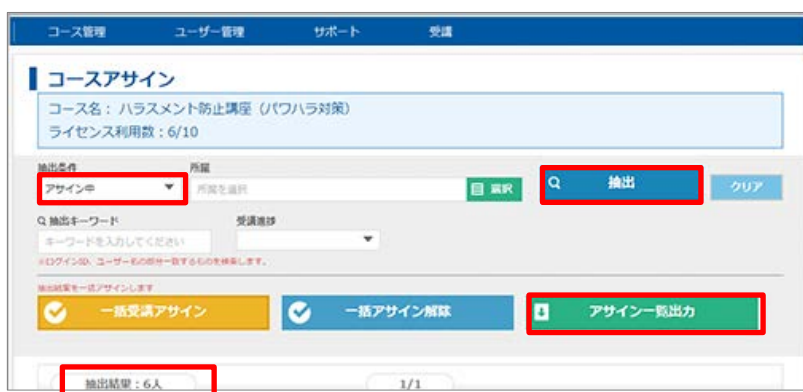 コース管理 ユーザー管理 サポート 受講
コースアサイン
コース名：ハラスメント防止講座（パワハラ対策）
ライセンス利用数：6/10
抽出条件 所属
アサイン中 所属を選択 選択 抽出 クリア
抽出キーワード 受講進捗
キーワードを入力してください
※ログインID、ユーザー名の部分一致するものを検索します。
抽出結果を一括アサインします
一括受講アサイン 一括アサイン解除 アサイン一覧出力
抽出結果：6人 1/1